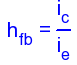 h_fb = i_c / i_e